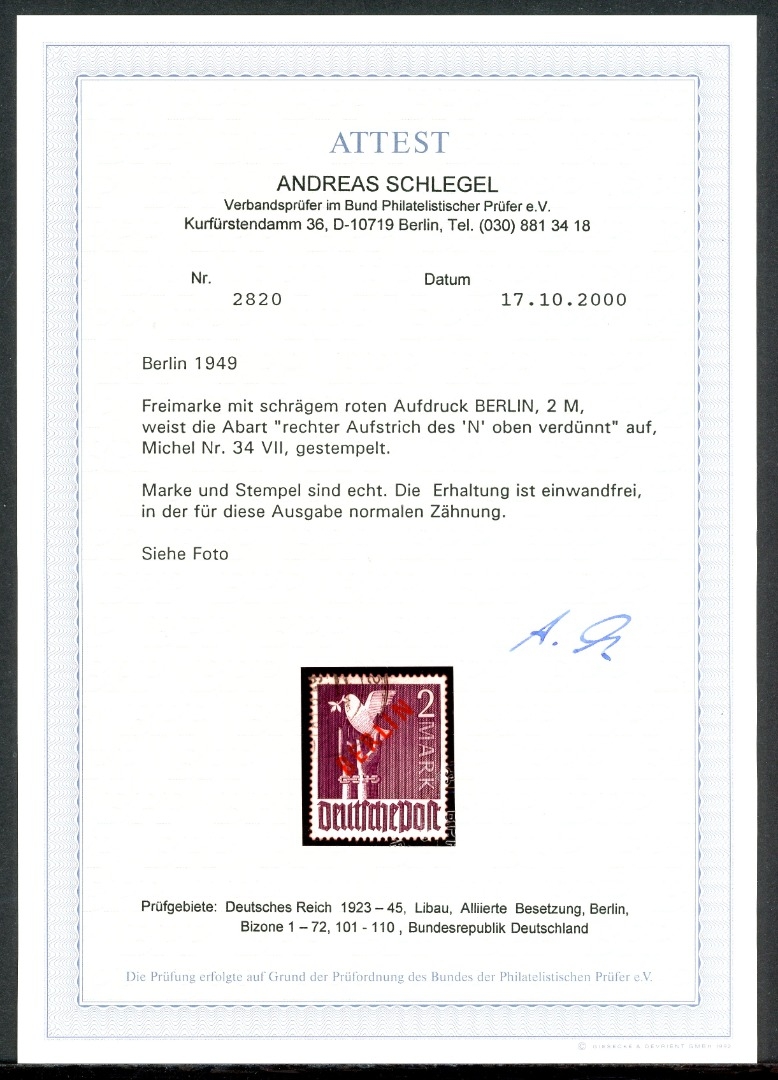 ATTEST
ANDREAS SCHLEGEL
Verbandsprüfer im Bund Philatelistischer Prüfer e.V.
Kurfürstendamm 36, D-10719 Berlin, Tel. (030) 881 34 18
Nr. Datum
2820 17.10.2000
Berlin 1949
Freimarke mit schrägem roten Aufdruck BERLIN, 2 M,
weist die Abart "rechter Aufstrich des 'N' oben verdünnt" auf,
Michel Nr. 34 VII, gestempelt.
Marke und Stempel sind echt. Die Erhaltung ist einwandfrei,
in der für diese Ausgabe normalen Zähnung.
Siehe Foto
A.
2
MARK
BERLIN
Deutsche Post
Prüfgebiete: Deutsches Reich 1923 – 45, Libau, Alliierte Besetzung, Berlin,
Bizone 1 – 72, 101 - 110 , Bundesrepublik Deutschland
Die Prüfung erfolgte auf Grund der Prüfordnung des Bundes der Philatelistischen Prüfer e.V.
© GIESECKE & DEVRIENT GMBH